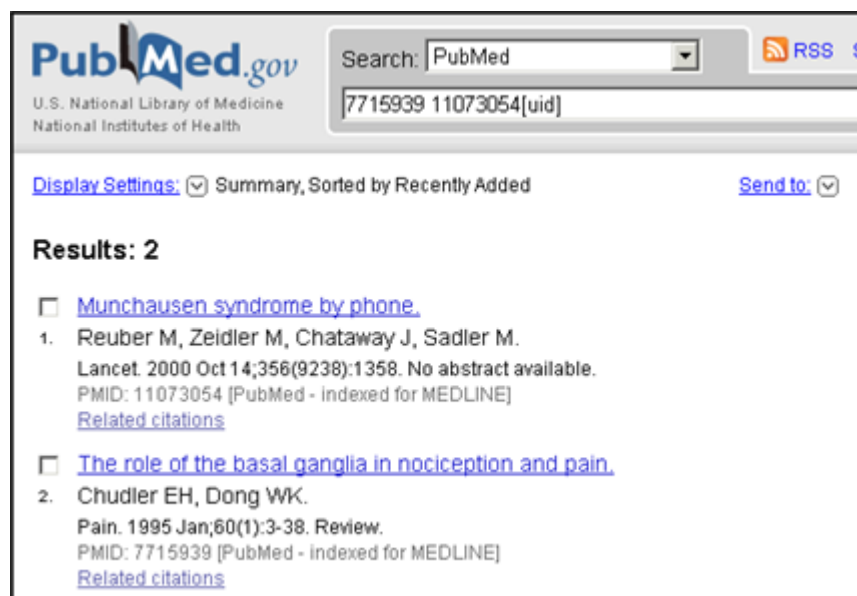 PubMed.gov
U.S. National Library of Medicine
National Institutes of Health
Search: PubMed
RSS
7715939 11073054[uid]
Display Settings: Summary, Sorted by Recently Added
Send to:
Results: 2
Munchausen syndrome by phone.
1. Reuber M, Zeidler M, Chataway J, Sadler M.
Lancet. 2000 Oct 14;356(9238):1358. No abstract available.
PMID: 11073054 [PubMed - indexed for MEDLINE]
Related citations
The role of the basal ganglia in nociception and pain.
2. Chudler EH, Dong WK.
Pain. 1995 Jan;60(1):3-38. Review.
PMID: 7715939 [PubMed - indexed for MEDLINE]
Related citations